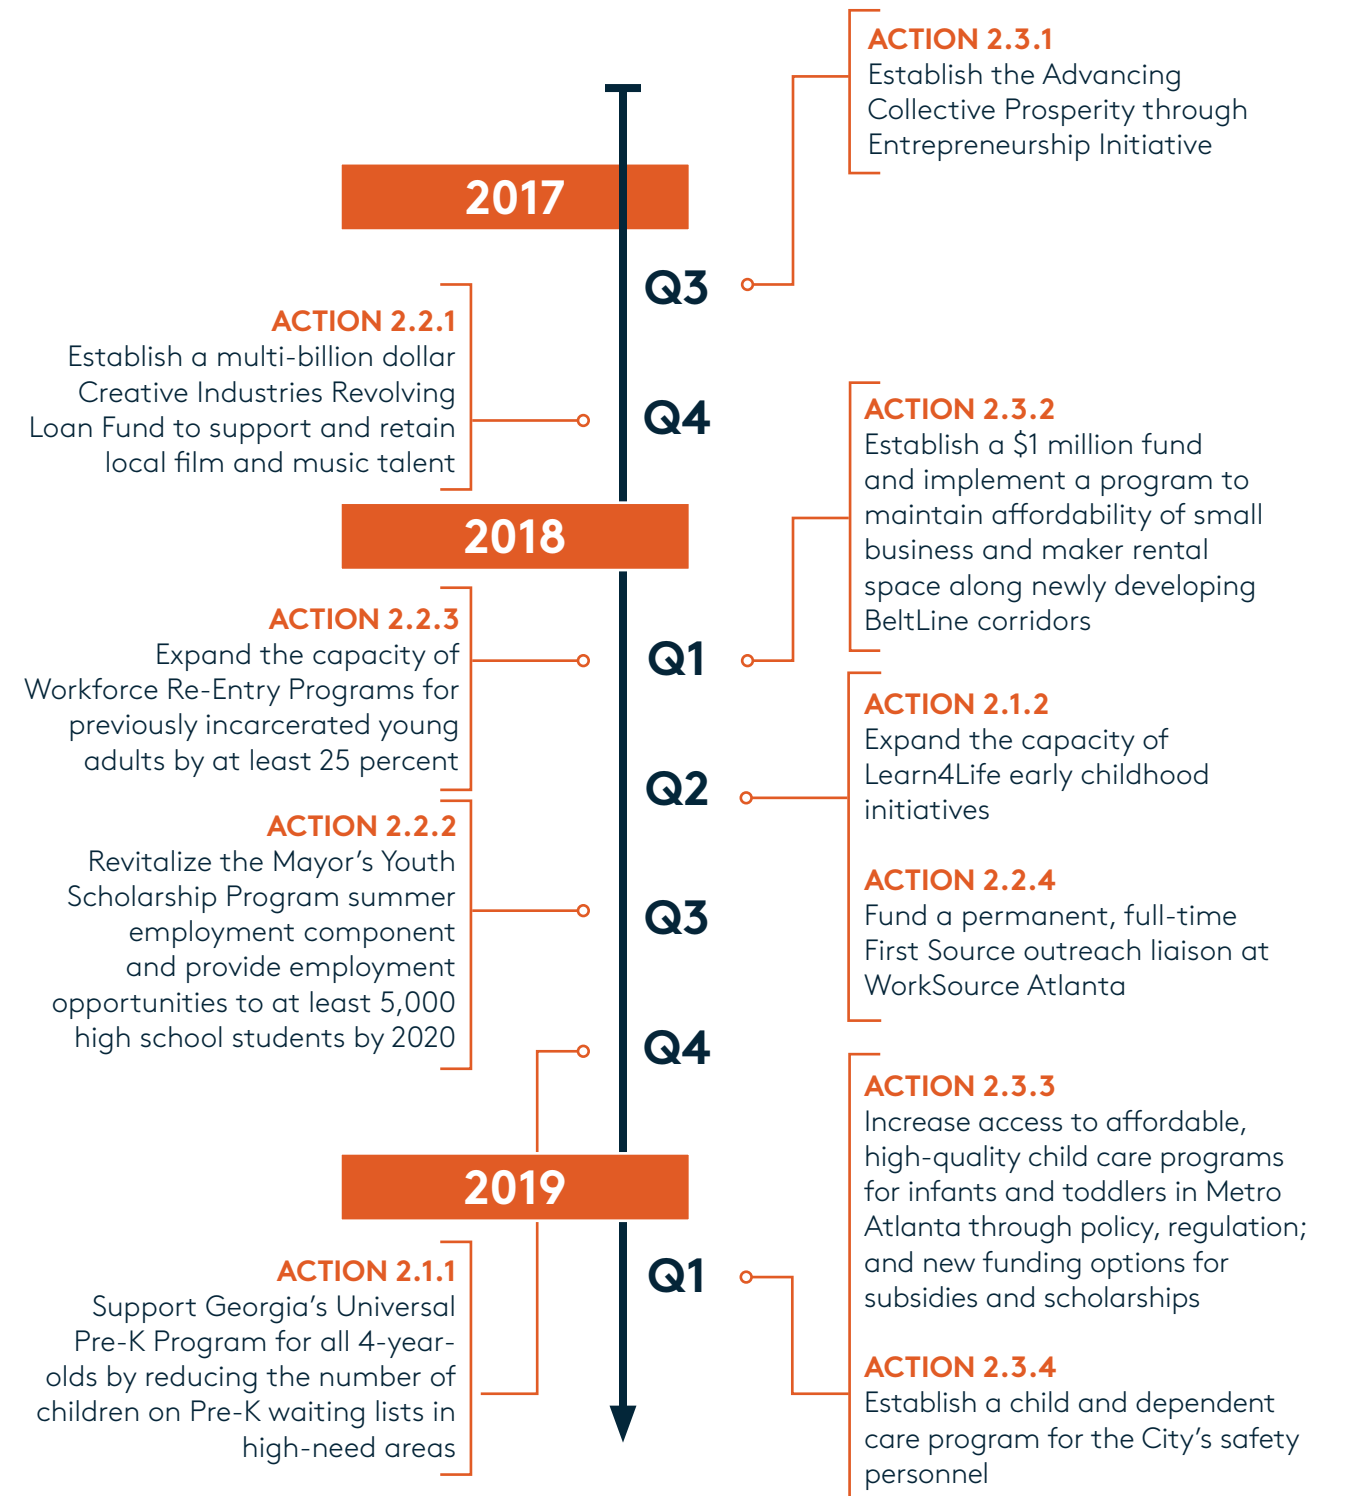 ACTION 2.3.1
Establish the Advancing
Collective Prosperity through
Entrepreneurship Initiative
2017
Q3
ACTION 2.2.1
Establish a multi-billion dollar
Creative Industries Revolving
Loan Fund to support and retain
local film and music talent
Q4
ACTION 2.3.2
Establish a $1 million fund
and implement a program to
maintain affordability of small
business and maker rental
space along newly developing
BeltLine corridors
2018
ACTION 2.2.3
Expand the capacity of
Workforce Re-Entry Programs for
previously incarcerated young
adults by at least 25 percent
Q1
ACTION 2.1.2
Expand the capacity of
Learn4Life early childhood
initiatives
Q2
ACTION 2.2.4
Fund a permanent, full-time
First Source outreach liaison at
WorkSource Atlanta
ACTION 2.2.2
Revitalize the Mayor’s Youth
Scholarship Program summer
employment component
and provide employment
opportunities to at least 5,000
high school students by 2020
Q3
Q4
ACTION 2.3.3
Increase access to affordable,
high-quality child care programs
for infants and toddlers in Metro
Atlanta through policy, regulation;
and new funding options for
subsidies and scholarships
2019
Q1
ACTION 2.1.1
Support Georgia’s Universal
Pre-K Program for all 4-year-
olds by reducing the number of
children on Pre-K waiting lists in
high-need areas
ACTION 2.3.4
Establish a child and dependent
care program for the City’s safety
personnel